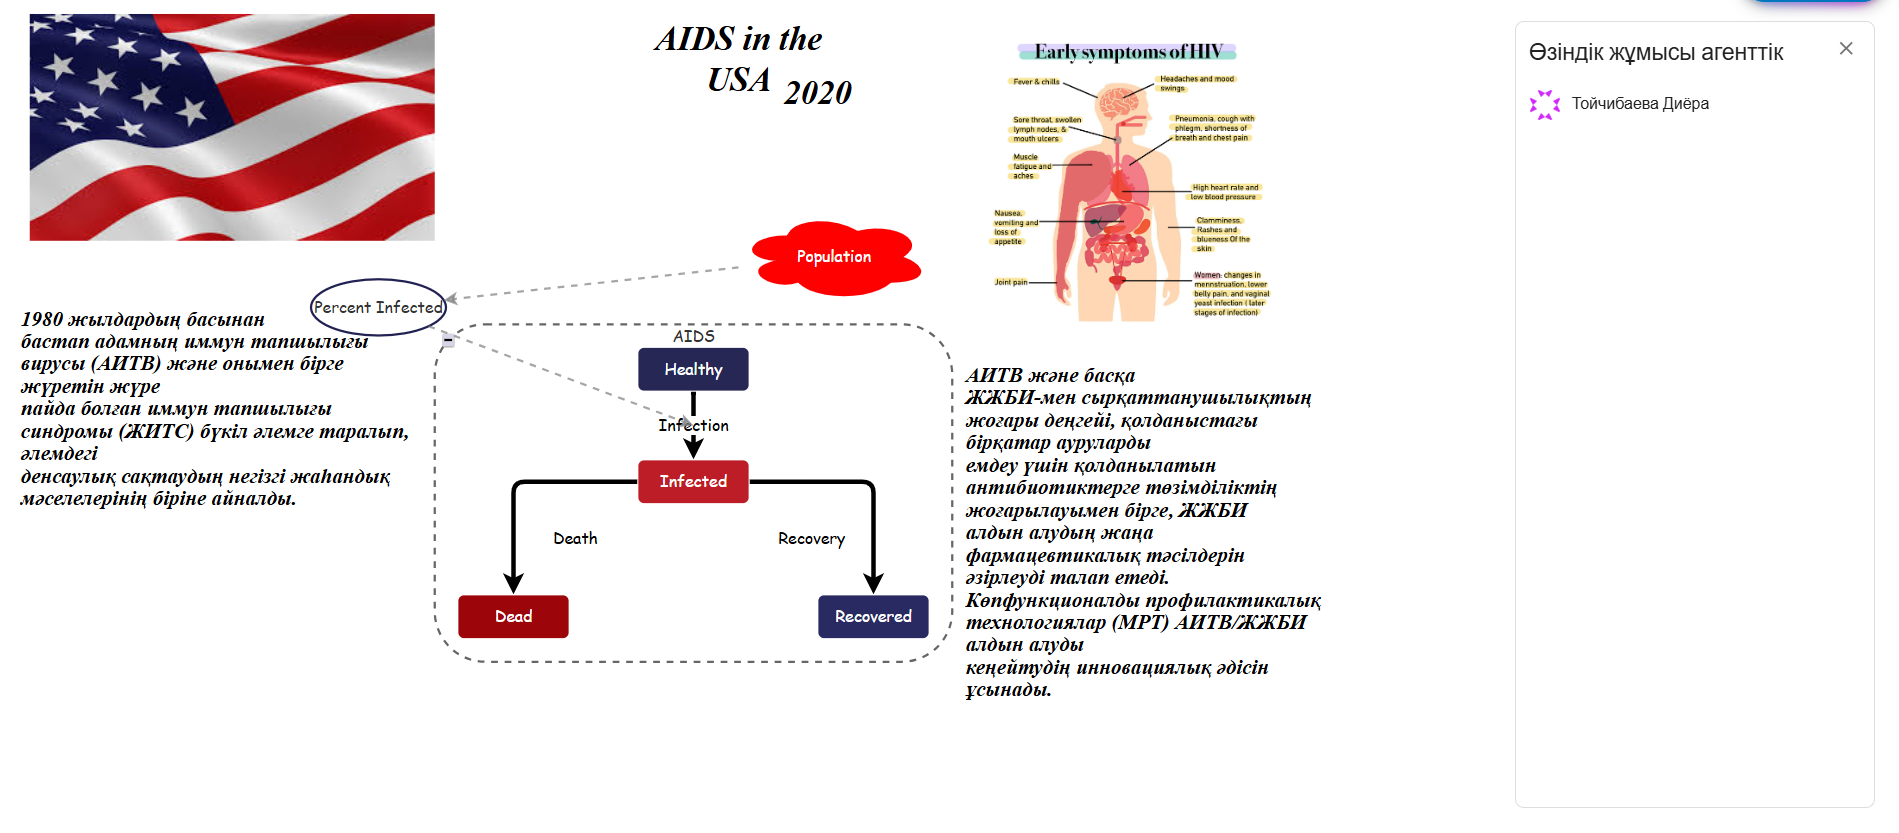 AIDS in the
USA 2020
Early symptoms of HIV
Fever & chills
Headaches and mood
swings
Sore throat, swollen
lymph nodes, &
mouth ulcers
Pneumonia, cough with
phlegm, shortness of
breath and chest pain
Muscle
fatigue and
aches
High heart rate and
low blood pressure
Nausea,
vomiting and
loss of
appetite
Clamminess,
Rashes and
blueness Of the
skin
Joint pain
Women: changes in
mennstruation, lower
belly pain, and vaginal
yeast infection ( later
stages of infection)
Population
Percent Infected
1980 жылдардың басынан
бастап адамның иммун тапшылығы
вирусы (АИТВ) және онымен бірге
жүретін жүре
пайда болған иммун тапшылығы
синдромы (ЖИТС) бүкіл әлемге таралып,
әлемдегі
денсаулық сақтаудың негізгі жаһандық
мәселелерінің біріне айналды.
AIDS
Healthy
Infection
Infected
Death
Recovery
Dead
Recovered
АИТВ және басқа
ЖЖБИ-мен сырқаттанушылықтың
жоғары деңгейі, қолданыстағы
бірқатар ауруларды
емдеу үшін қолданылатын
антибиотиктерге төзімділіктің
жоғарылауымен бірге, ЖЖБИ
алдын алудың жаңа
фармацевтикалық тәсілдерін
әзірлеуді талап етеді.
Көпфункционалды профилактикалық
технологиялар (МРТ) АИТВ/ЖЖБИ
алдын алуды
кеңейтудің инновациялық әдісін
ұсынады.
Өзіндік жұмысы агенттік
Тойчибаева Диёра